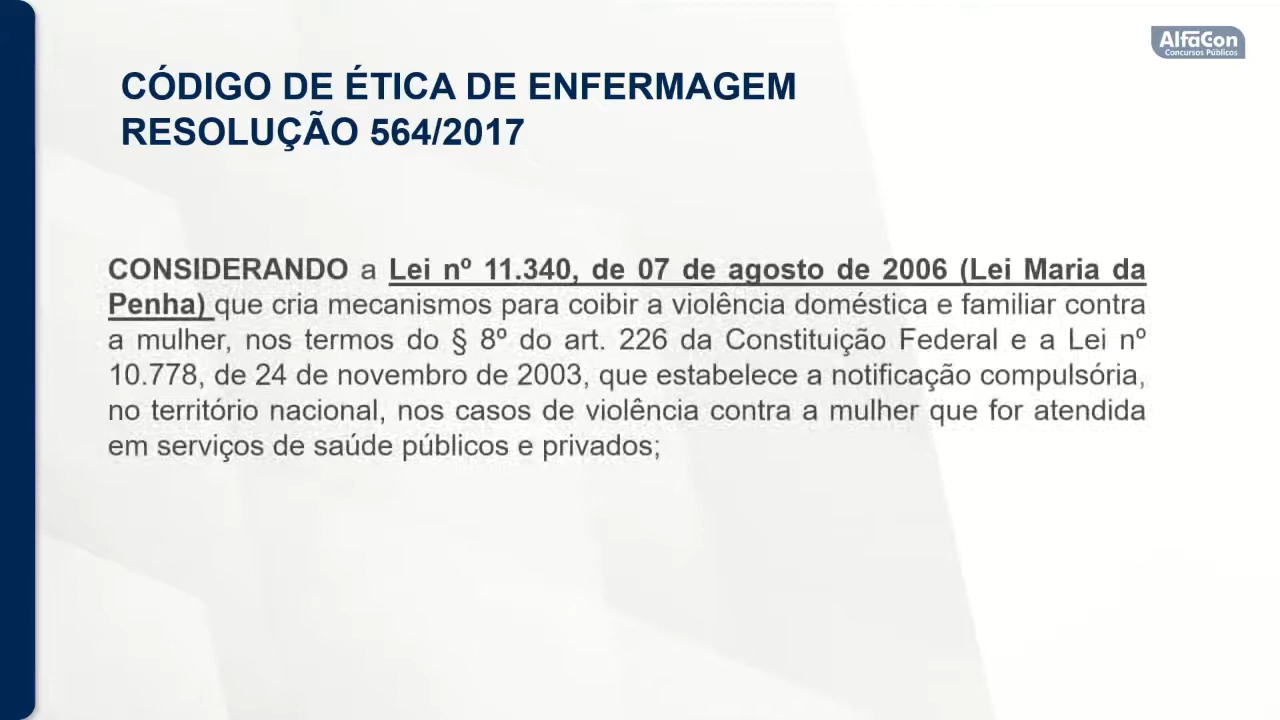 AlfaCon
Concursos Públicos
CÓDIGO DE ÉTICA DE ENFERMAGEM
RESOLUÇÃO 564/2017
CONSIDERANDO a Lei nº 11.340, de 07 de agosto de 2006 (Lei Maria da
Penha) que cria mecanismos para coibir a violência doméstica e familiar contra
a mulher, nos termos do § 8º do art. 226 da Constituição Federal e a Lei nº
10.778, de 24 de novembro de 2003, que estabelece a notificação compulsória,
no território nacional, nos casos de violência contra a mulher que for atendida
em serviços de saúde públicos e privados;